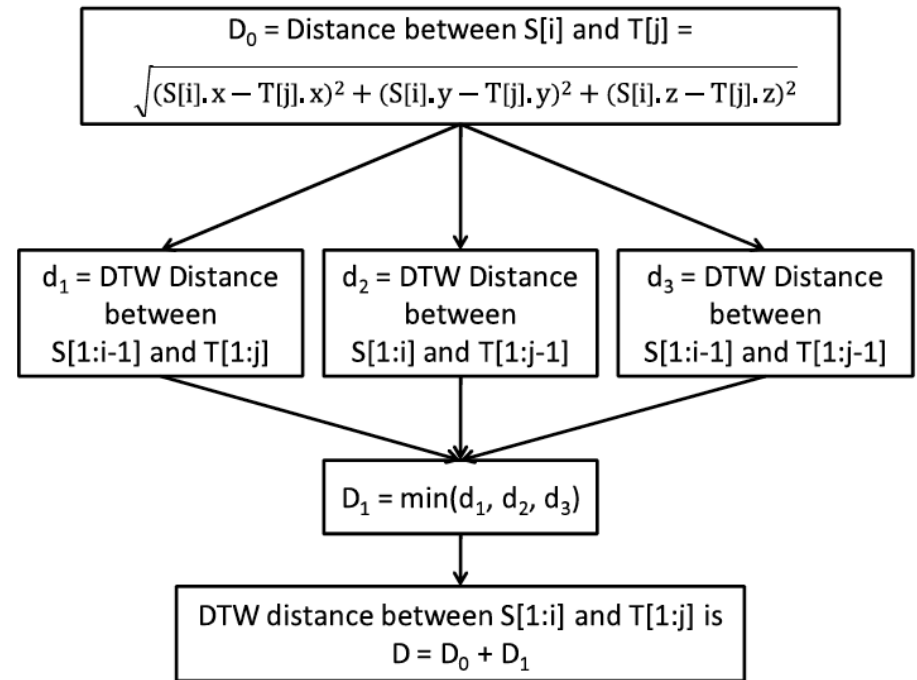 D₀ = Distance between S[i] and T[j] =
√(S[i].x − T[j].x)² + (S[i].y − T[j].y)² + (S[i].z − T[j].z)²
d₁ = DTW Distance
between
S[1:i-1] and T[1:j]
d₂ = DTW Distance
between
S[1:i] and T[1:j-1]
d₃ = DTW Distance
between
S[1:i-1] and T[1:j-1]
D₁ = min(d₁, d₂, d₃)
DTW distance between S[1:i] and T[1:j] is
D = D₀ + D₁